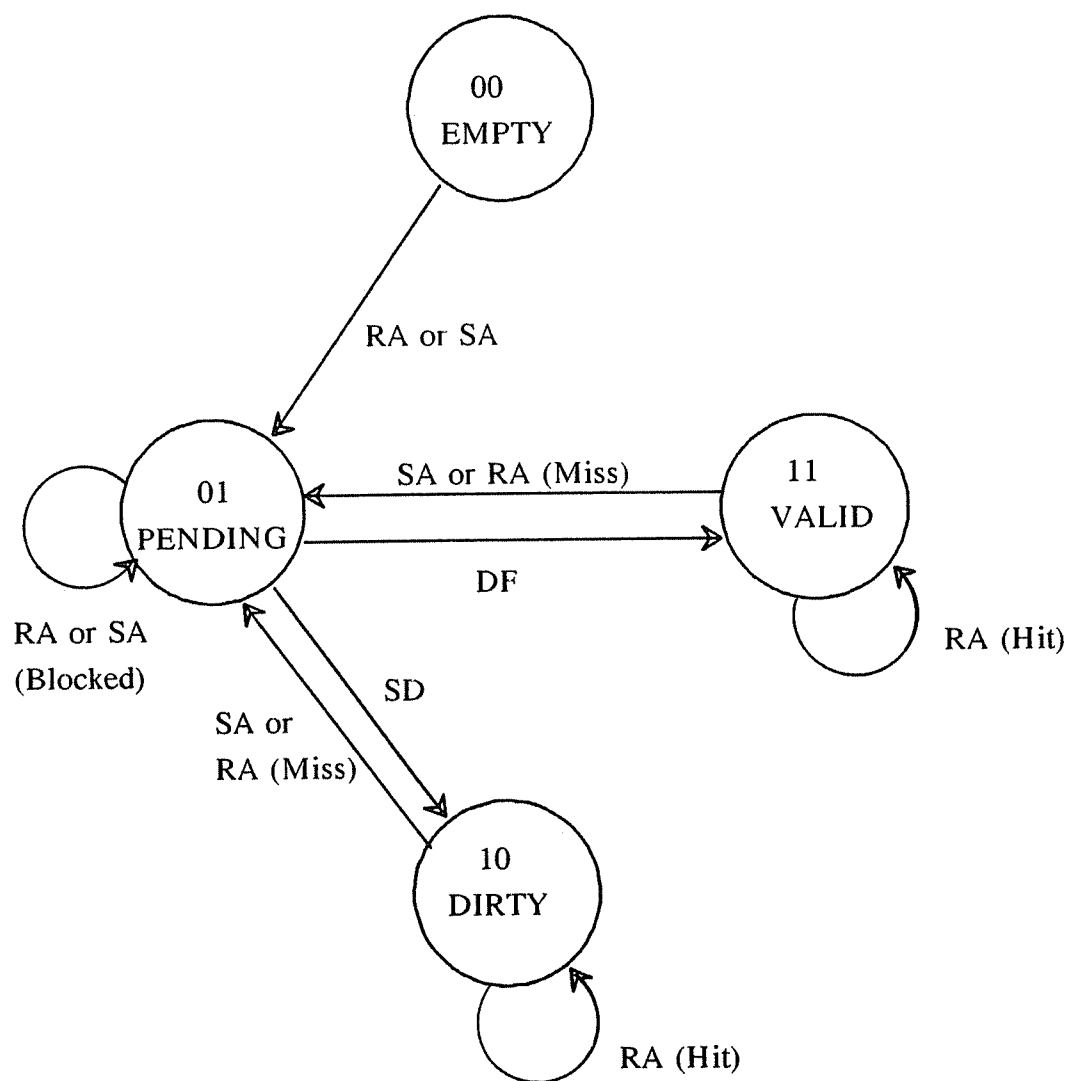 00
EMPTY
RA or SA
SA or RA (Miss)
01
PENDING
11
VALID
DF
RA or SA
(Blocked)
RA (Hit)
SD
SA or
RA (Miss)
10
DIRTY
RA (Hit)